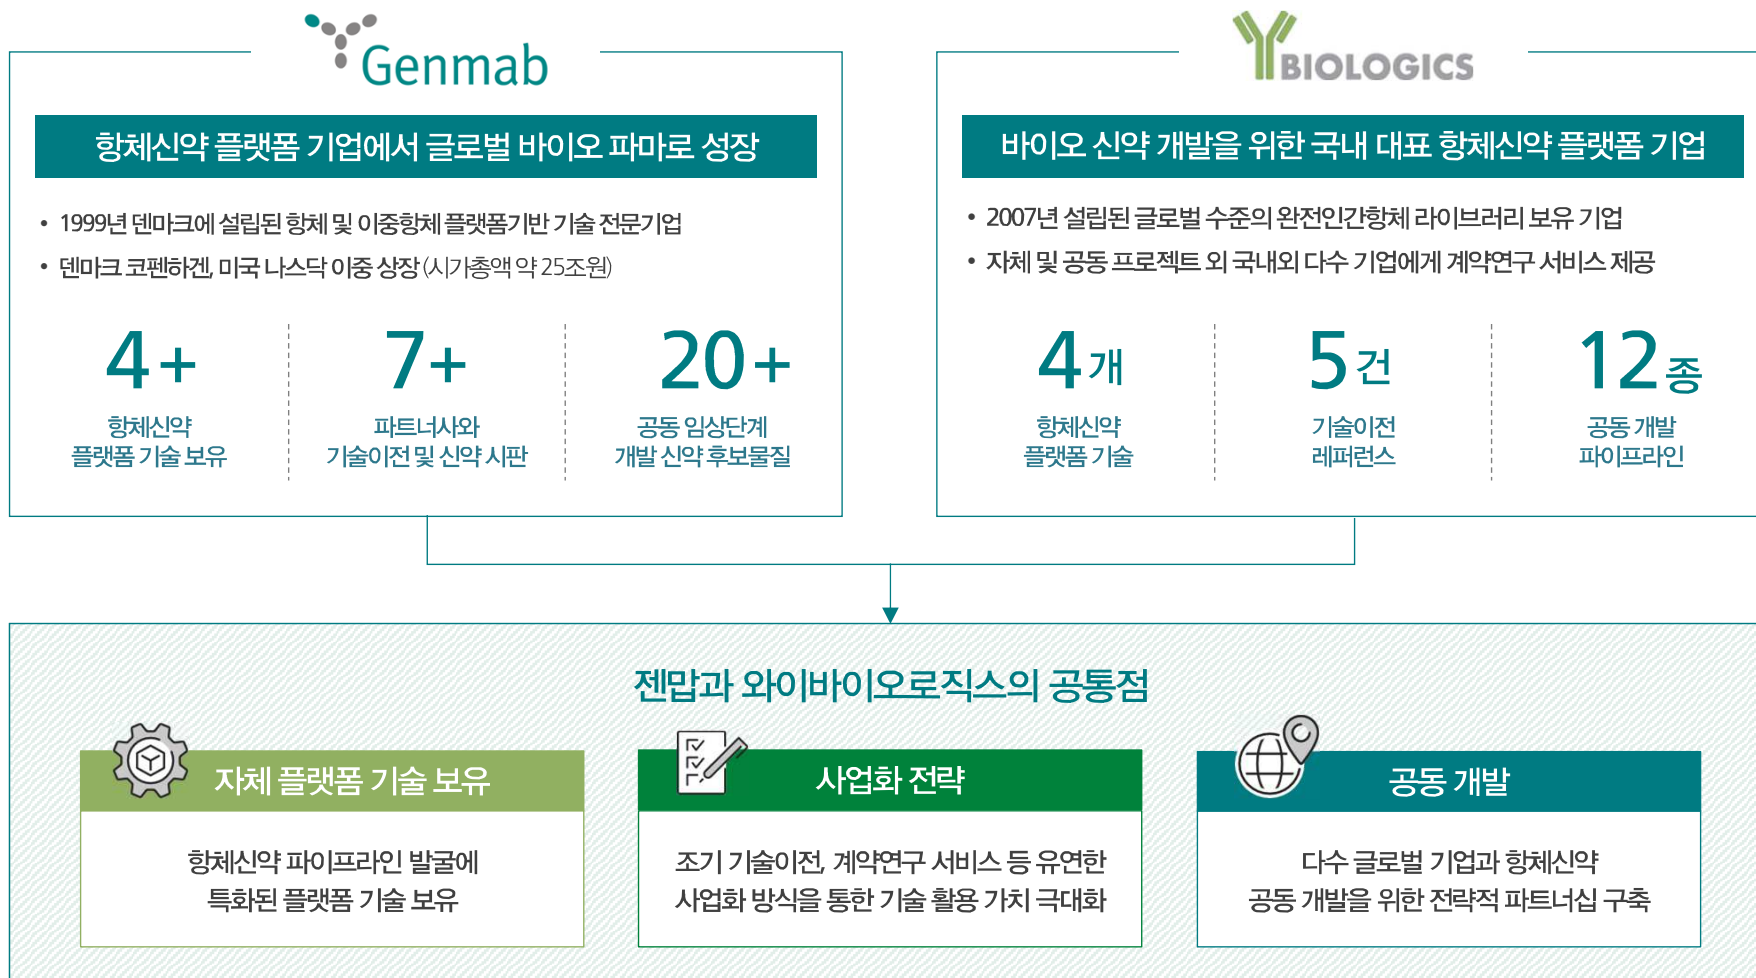 Genmab
항체신약 플랫폼 기업에서 글로벌 바이오 파마로 성장
• 1999년 덴마크에 설립된 항체 및 이중항체 플랫폼기반 기술 전문기업
• 덴마크 코펜하겐, 미국 나스닥 이중 상장 (시가총액 약 25조원)
4+
항체신약
플랫폼 기술 보유
7+
파트너사와
기술이전 및 신약 시판
20+
공동 임상단계
개발 신약 후보물질
Y BIOLOGICS
바이오 신약 개발을 위한 국내 대표 항체신약 플랫폼 기업
• 2007년 설립된 글로벌 수준의 완전인간항체 라이브러리 보유 기업
• 자체 및 공동 프로젝트 외 국내외 다수 기업에게 계약연구 서비스 제공
4개
항체신약
플랫폼 기술
5건
기술이전
레퍼런스
12종
공동 개발
파이프라인
젠맙과 와이바이오로직스의 공통점
자체 플랫폼 기술 보유
항체신약 파이프라인 발굴에
특화된 플랫폼 기술 보유
사업화 전략
조기 기술이전, 계약연구 서비스 등 유연한
사업화 방식을 통한 기술 활용 가치 극대화
공동 개발
다수 글로벌 기업과 항체신약
공동 개발을 위한 전략적 파트너십 구축